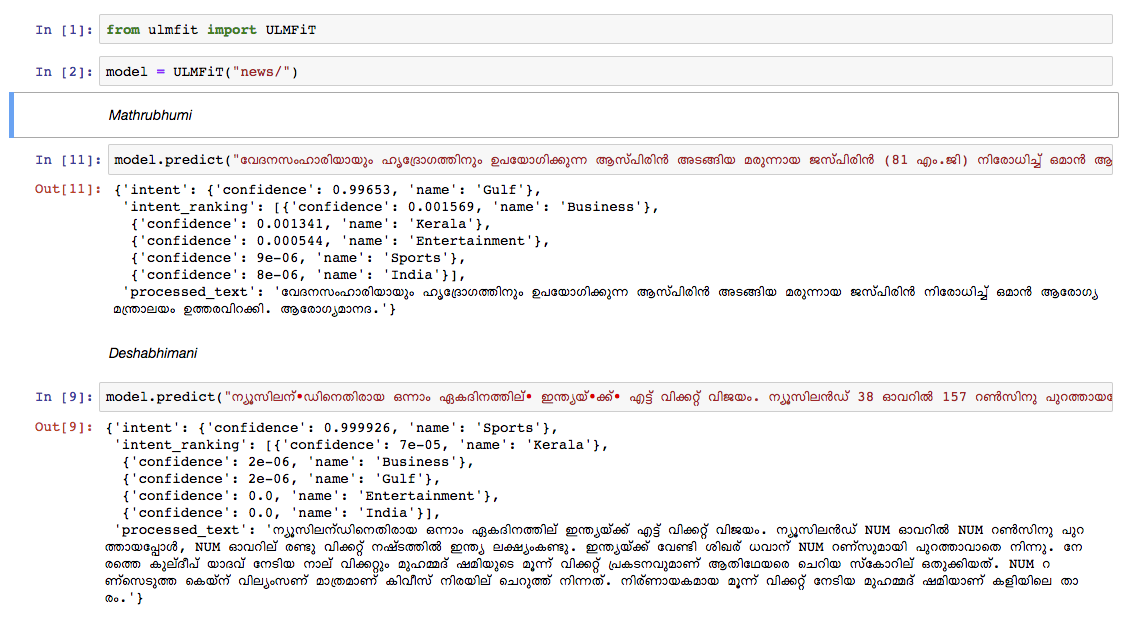 In [1]: from ulmfit import ULMFiT
In [2]: model = ULMFiT("news/")
Mathrubhumi
In [11]: model.predict("വേദനസംഹാരിയായും ഹൃദ്രോഗത്തിനും ഉപയോഗിക്കുന്ന ആസ്പിരിൻ അടങ്ങിയ മരുന്നായ ജസ്പിരിൻ (81 എം.ജി) നിരോധിച്ച് ഒമാൻ ആ
Out[11]: {'intent': {'confidence': 0.99653, 'name': 'Gulf'},
'intent_ranking': [{'confidence': 0.001569, 'name': 'Business'},
{'confidence': 0.001341, 'name': 'Kerala'},
{'confidence': 0.000544, 'name': 'Entertainment'},
{'confidence': 9e-06, 'name': 'Sports'},
{'confidence': 8e-06, 'name': 'India'}],
'processed_text': 'വേദനസംഹാരിയായും ഹൃദ്രോഗത്തിനും ഉപയോഗിക്കുന്ന ആസ്പിരിൻ അടങ്ങിയ മരുന്നായ ജസ്പിരിൻ നിരോധിച്ച് ഒമാൻ ആരോഗ്യ
മന്ത്രാലയം ഉത്തരവിറക്കി. ആരോഗ്യമാനദ.'}
Deshabhimani
In [9]: model.predict("ന്യൂസിലന്•ഡിനെതിരായ ഒന്നാം ഏകദിനത്തില്• ഇന്ത്യയ്•ക്ക്• എട്ട് വിക്കറ്റ് വിജയം. ന്യൂസിലൻഡ് 38 ഓവറിൽ 157 റൺസിനു പുറത്തായപ
Out[9]: {'intent': {'confidence': 0.999926, 'name': 'Sports'},
'intent_ranking': [{'confidence': 7e-05, 'name': 'Kerala'},
{'confidence': 2e-06, 'name': 'Business'},
{'confidence': 2e-06, 'name': 'Gulf'},
{'confidence': 0.0, 'name': 'Entertainment'},
{'confidence': 0.0, 'name': 'India'}],
'processed_text': 'ന്യൂസിലന്ഡിനെതിരായ ഒന്നാം ഏകദിനത്തില് ഇന്ത്യയ്ക്ക് എട്ട് വിക്കറ്റ് വിജയം. ന്യൂസിലൻഡ് NUM ഓവറിൽ NUM റൺസിനു പുറ
ത്തായപ്പോൾ, NUM ഓവറില് രണ്ടു വിക്കറ്റ് നഷ്ടത്തിൽ ഇന്ത്യ ലക്ഷ്യംകണ്ടു. ഇന്ത്യയ്ക്ക് വേണ്ടി ശിഖര് ധവാന് NUM റണ്സുമായി പുറത്താവാതെ നിന്നു. നേ
രത്തെ കുല്ദീപ് യാദവ് നേടിയ നാല് വിക്കറ്റും മുഹമ്മദ് ഷമിയുടെ മൂന്ന് വിക്കറ്റ് പ്രകടനവുമാണ് ആതിഥേയരെ ചെറിയ സ്കോറില് ഒതുക്കിയത്. NUM റ
ണ്സെടുത്ത കെയ്ന് വില്യംസണ് മാത്രമാണ് കിവീസ് നിരയില് ചെറുത്ത് നിന്നത്. നിര്ണായകമായ മൂന്ന് വിക്കറ്റ് നേടിയ മുഹമ്മദ് ഷമിയാണ് കളിയിലെ താ
രം.'}